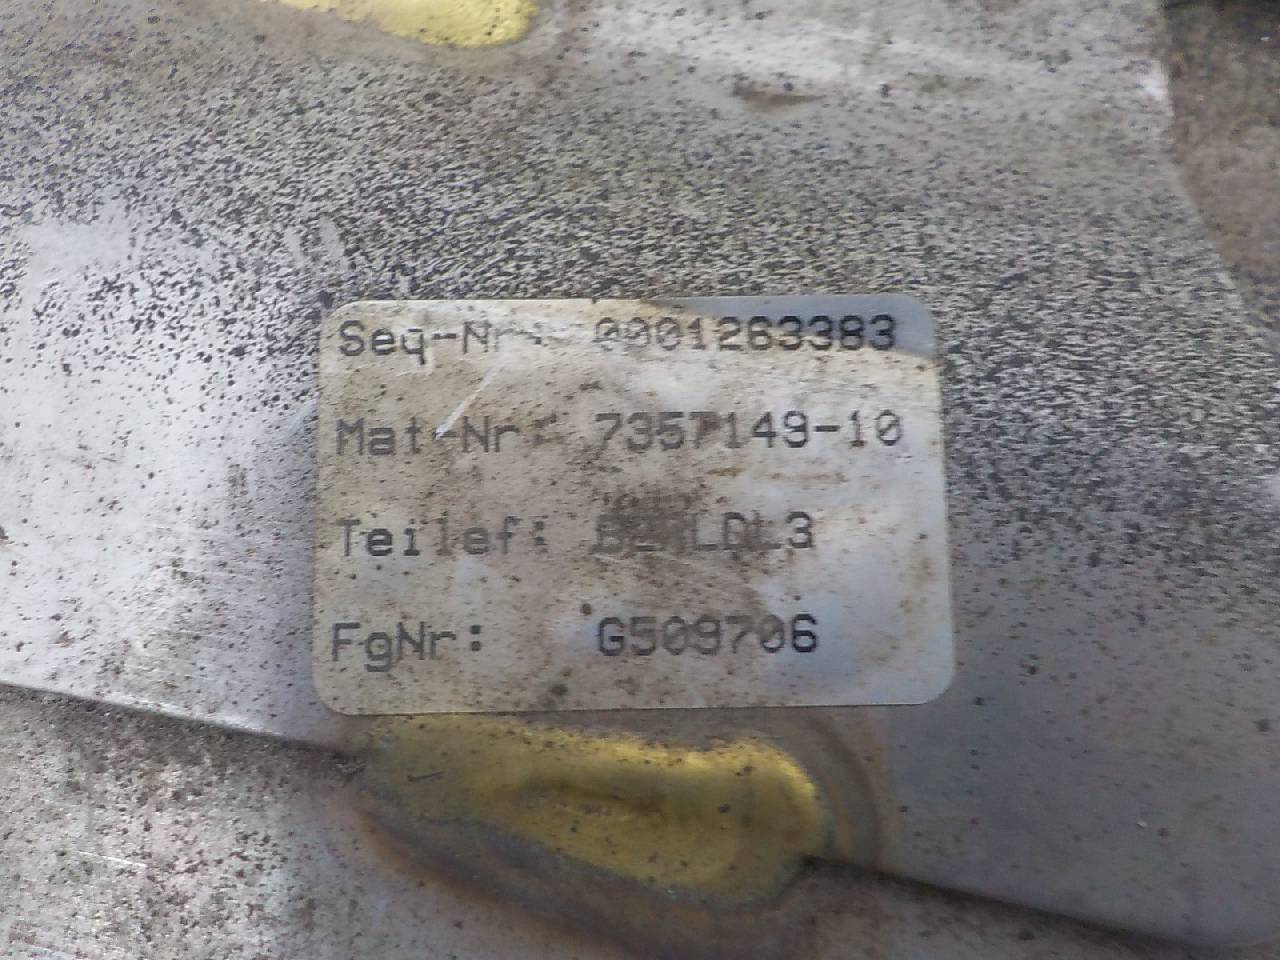 Seq-Nr: 0001263383
Mat-Nr: 7357149-10
Teilef:
FgNr: G509706